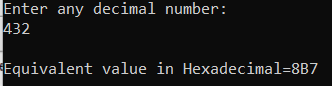 Enter any decimal number:
432
Equivalent value in Hexadecimal=8B7